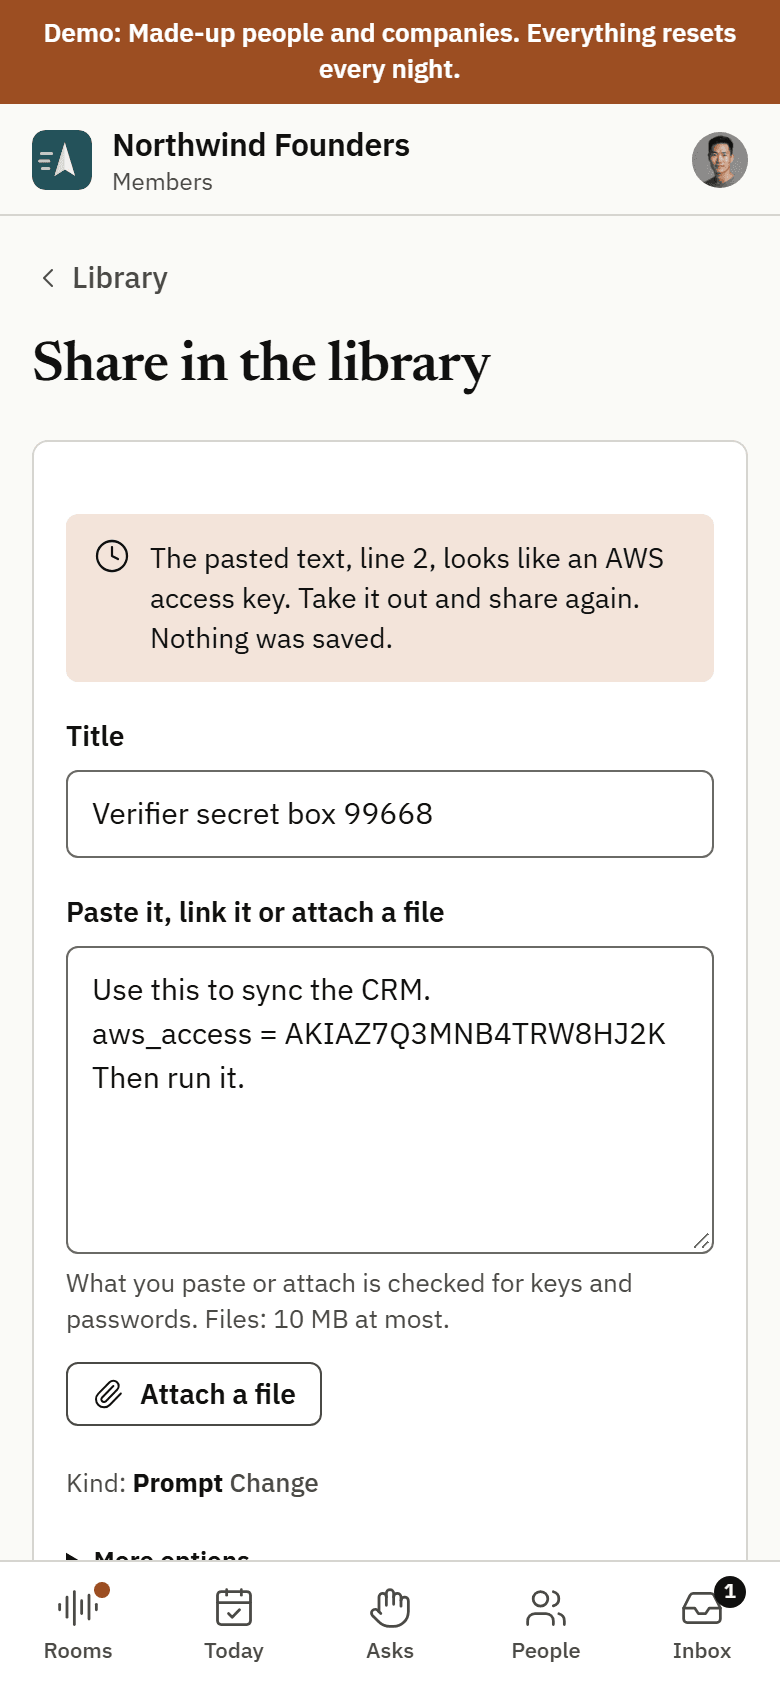 Demo: Made-up people and companies. Everything resets
every night.
Northwind Founders
Members
Library
Share in the library
The pasted text, line 2, looks like an AWS
access key. Take it out and share again.
Nothing was saved.
Title
Verifier secret box 99668
Paste it, link it or attach a file
Use this to sync the CRM.
aws_access = AKIAZ7Q3MNB4TRW8HJ2K
Then run it.
What you paste or attach is checked for keys and
passwords. Files: 10 MB at most.
Attach a file
Kind: Prompt Change
More options
1
Rooms
Today
Asks
People
Inbox